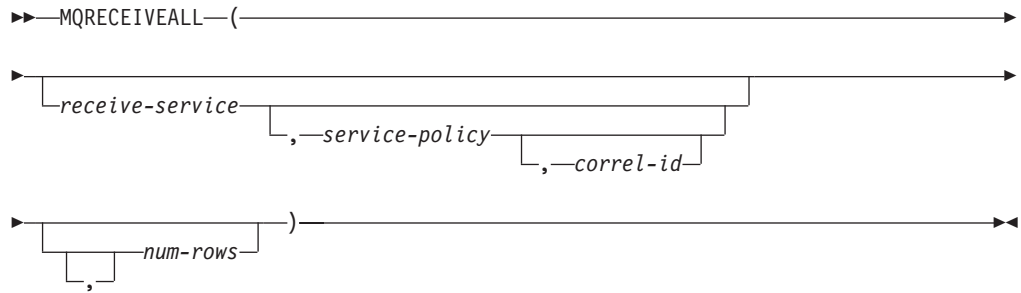 MQRECEIVEALL (
receive-service
, service-policy
, correl-id
)
num-rows
,